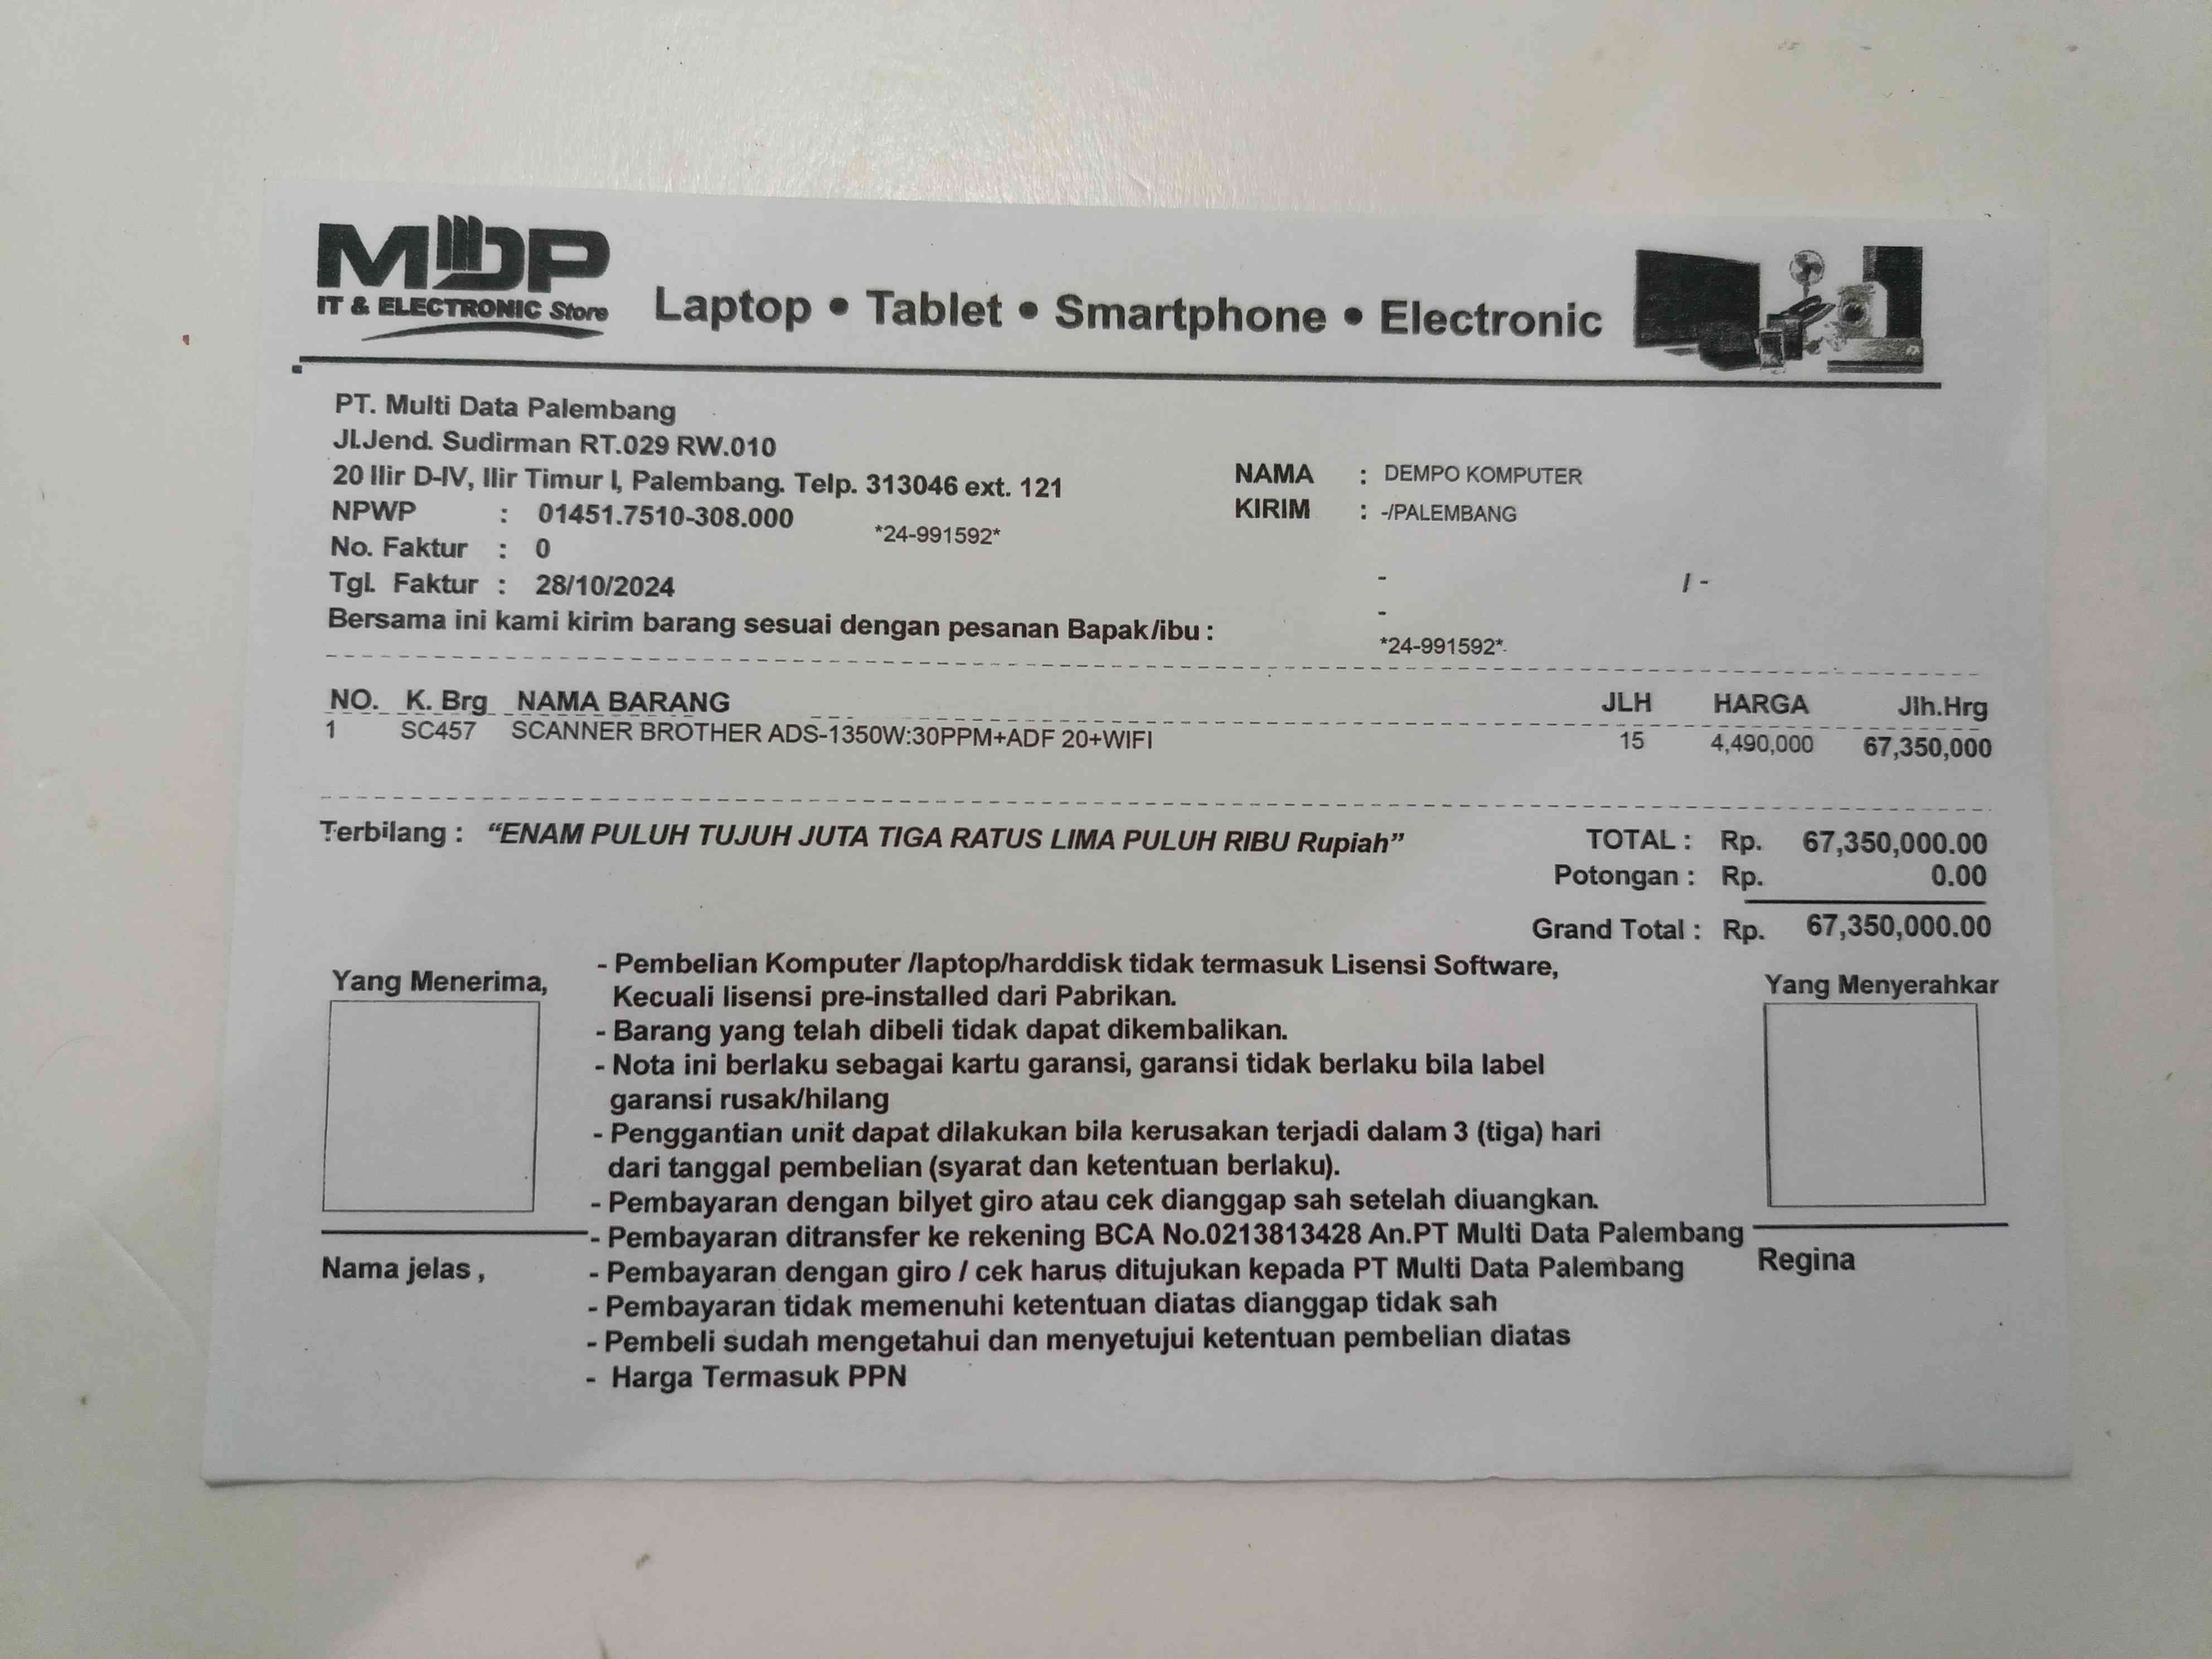 MDP
IT & ELECTRONIC Store
Laptop • Tablet • Smartphone • Electronic
PT. Multi Data Palembang
Jl.Jend. Sudirman RT.029 RW.010
20 Ilir D-IV, Ilir Timur I, Palembang. Telp. 313046 ext. 121
NPWP : 01451.7510-308.000
*24-991592*
No. Faktur : 0
Tgl. Faktur : 28/10/2024
Bersama ini kami kirim barang sesuai dengan pesanan Bapak/ibu :
NAMA : DEMPO KOMPUTER
KIRIM : -/PALEMBANG
- / -
-
*24-991592*
NO. K. Brg NAMA BARANG JLH HARGA Jlh.Hrg
1 SC457 SCANNER BROTHER ADS-1350W:30PPM+ADF 20+WIFI 15 4,490,000 67,350,000
Terbilang : “ENAM PULUH TUJUH JUTA TIGA RATUS LIMA PULUH RIBU Rupiah”
TOTAL : Rp. 67,350,000.00
Potongan : Rp. 0.00
Grand Total : Rp. 67,350,000.00
Yang Menerima,
Nama jelas ,
- Pembelian Komputer /laptop/harddisk tidak termasuk Lisensi Software,
Kecuali lisensi pre-installed dari Pabrikan.
- Barang yang telah dibeli tidak dapat dikembalikan.
- Nota ini berlaku sebagai kartu garansi, garansi tidak berlaku bila label
garansi rusak/hilang
- Penggantian unit dapat dilakukan bila kerusakan terjadi dalam 3 (tiga) hari
dari tanggal pembelian (syarat dan ketentuan berlaku).
- Pembayaran dengan bilyet giro atau cek dianggap sah setelah diuangkan.
- Pembayaran ditransfer ke rekening BCA No.0213813428 An.PT Multi Data Palembang
- Pembayaran dengan giro / cek harus ditujukan kepada PT Multi Data Palembang
- Pembayaran tidak memenuhi ketentuan diatas dianggap tidak sah
- Pembeli sudah mengetahui dan menyetujui ketentuan pembelian diatas
- Harga Termasuk PPN
Yang Menyerahkar
Regina